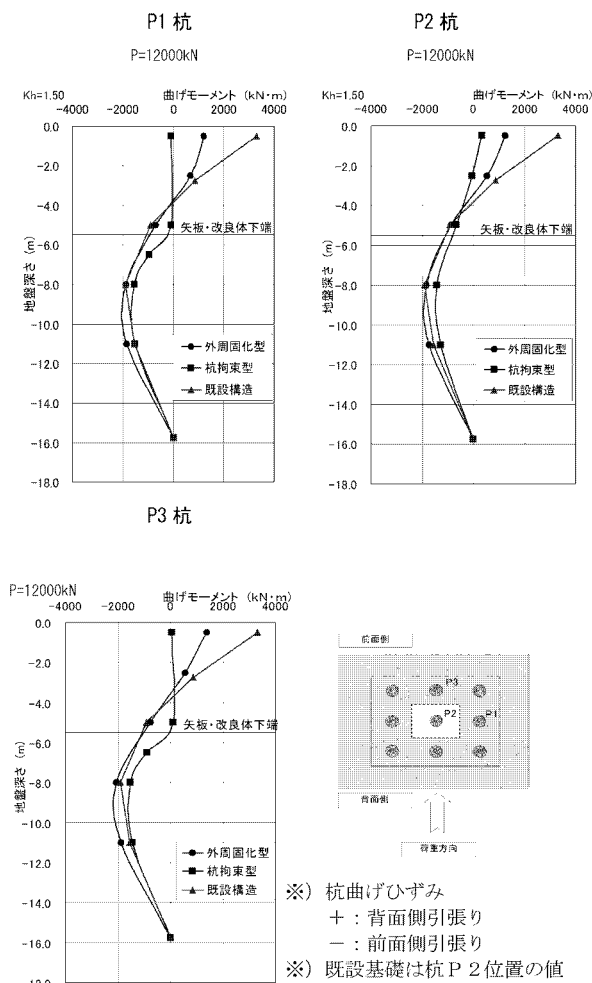 P1 杭
P=12000kN
Kh=1.50
曲げモーメント (kN・m)
-4000 -2000 0 2000 4000
0.0
-2.0
-4.0
-6.0
-8.0
-10.0
-12.0
-14.0
-16.0
-18.0
地盤深さ (m)
矢板・改良体下端
外周固化型
杭拘束型
既設構造
P2 杭
P=12000kN
Kh=1.50
曲げモーメント (kN・m)
-4000 -2000 0 2000 4000
0.0
-2.0
-4.0
-6.0
-8.0
-10.0
-12.0
-14.0
-16.0
-18.0
地盤深さ (m)
矢板・改良体下端
外周固化型
杭拘束型
既設構造
P3 杭
P=12000kN
曲げモーメント (kN・m)
-4000 -2000 0 2000 4000
0.0
-2.0
-4.0
-6.0
-8.0
-10.0
-12.0
-14.0
-16.0
地盤深さ (m)
矢板・改良体下端
外周固化型
杭拘束型
既設構造
前面側
P3
P2
P1
背面側
荷重方向
※）杭曲げひずみ
＋：背面側引張り
－：前面側引張り
※）既設基礎は杭Ｐ２位置の値